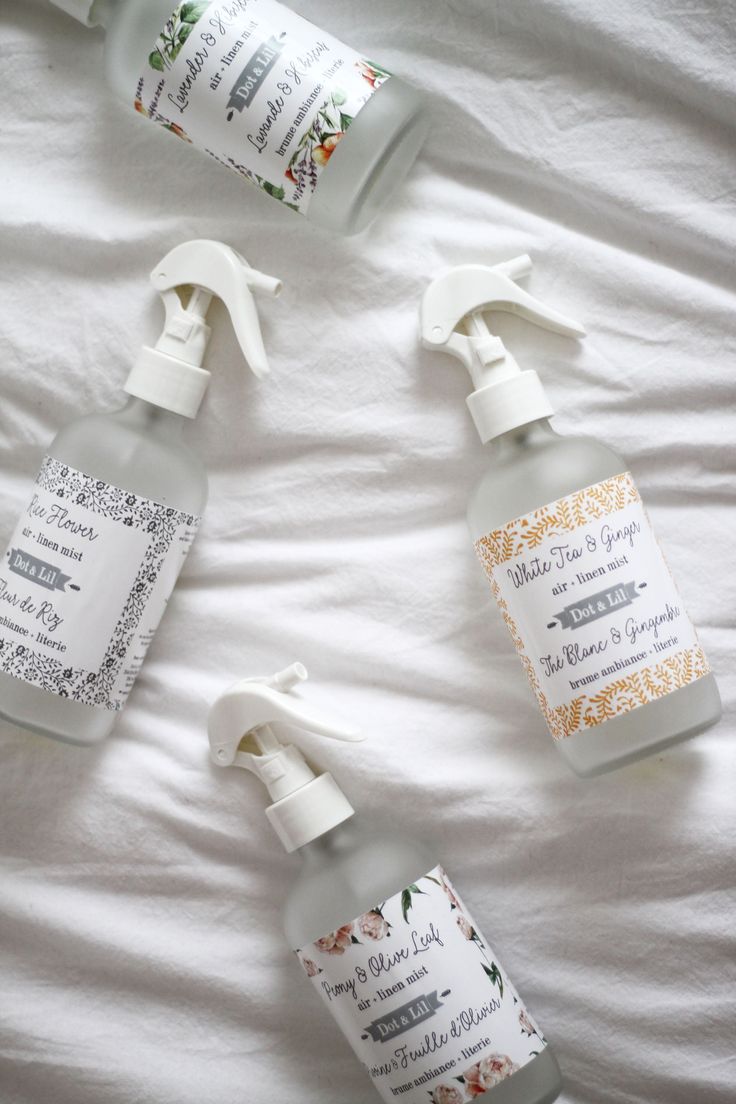 Lavender & Hibiscus
air + linen mist
Dot & Lil
Lavande & Hibiscus
brume ambiance + literie
Rice Flower
air + linen mist
Dot & Lil
Fleur de Riz
ambiance + literie
White Tea & Ginger
air + linen mist
Dot & Lil
Thé Blanc & Gingembre
brume ambiance + literie
Peony & Olive Leaf
air + linen mist
Dot & Lil
& Feuille d'Olivier
brume ambiance + literie